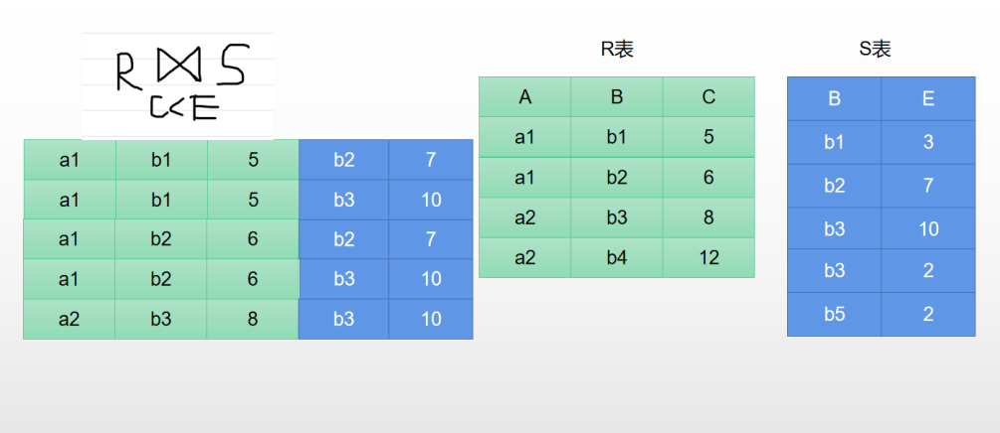 R ⋈ S
C<E
a1 b1 5 b2 7
a1 b1 5 b3 10
a1 b2 6 b2 7
a1 b2 6 b3 10
a2 b3 8 b3 10
R表
A B C
a1 b1 5
a1 b2 6
a2 b3 8
a2 b4 12
S表
B E
b1 3
b2 7
b3 10
b3 2
b5 2